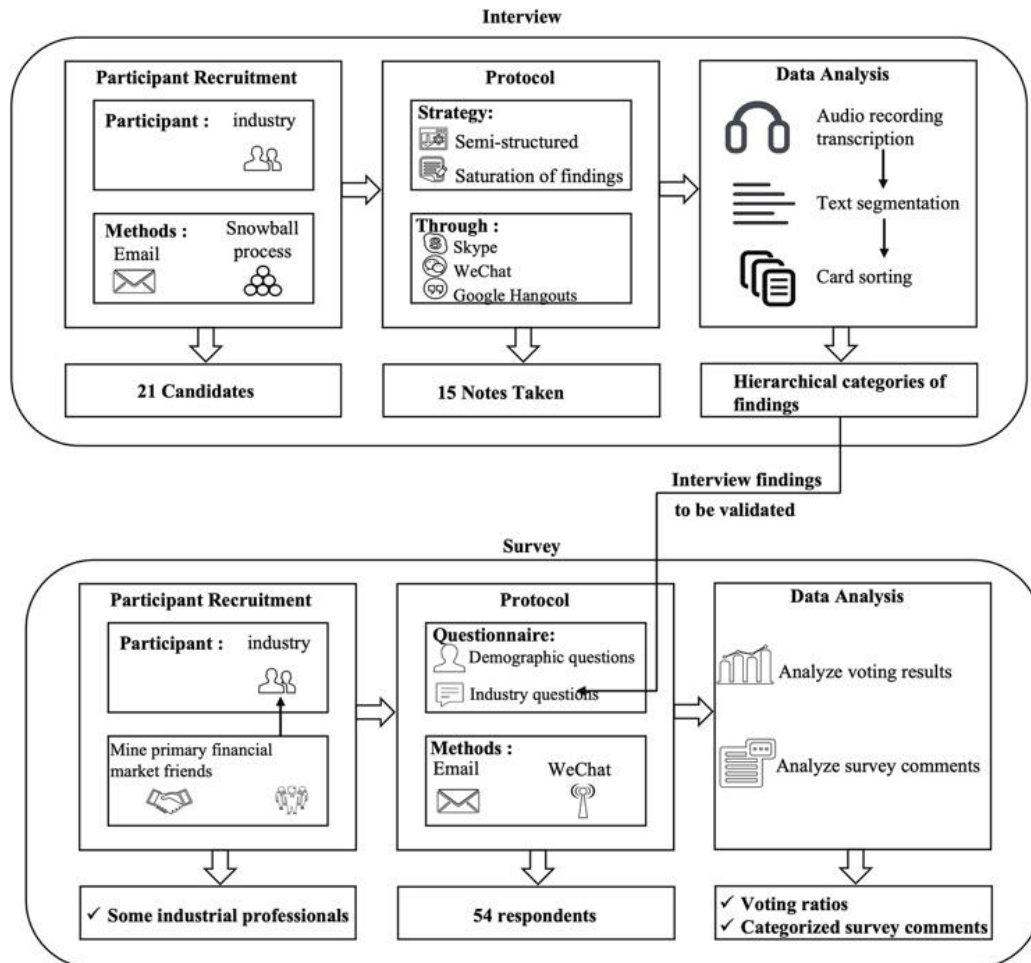 Interview
Participant Recruitment
Participant : industry
Methods :
Email
Snowball
process
21 Candidates
Protocol
Strategy:
Semi-structured
Saturation of findings
Through :
Skype
WeChat
Google Hangouts
15 Notes Taken
Data Analysis
Audio recording
transcription
Text segmentation
Card sorting
Hierarchical categories of
findings
Interview findings
to be validated
Survey
Participant Recruitment
Participant : industry
Mine primary financial
market friends
✓ Some industrial professionals
Protocol
Questionnaire:
Demographic questions
Industry questions
Methods :
Email
WeChat
54 respondents
Data Analysis
Analyze voting results
Analyze survey comments
✓ Voting ratios
✓ Categorized survey comments